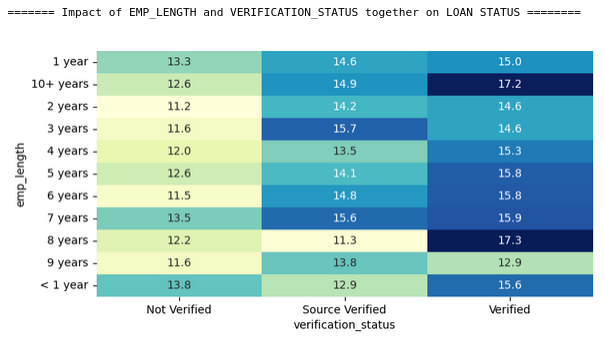 ======= Impact of EMP_LENGTH and VERIFICATION_STATUS together on LOAN STATUS ========
1 year 13.3 14.6 15.0
10+ years 12.6 14.9 17.2
2 years 11.2 14.2 14.6
3 years 11.6 15.7 14.6
4 years 12.0 13.5 15.3
5 years 12.6 14.1 15.8
6 years 11.5 14.8 15.8
7 years 13.5 15.6 15.9
8 years 12.2 11.3 17.3
9 years 11.6 13.8 12.9
< 1 year 13.8 12.9 15.6
emp_length
Not Verified Source Verified Verified
verification_status